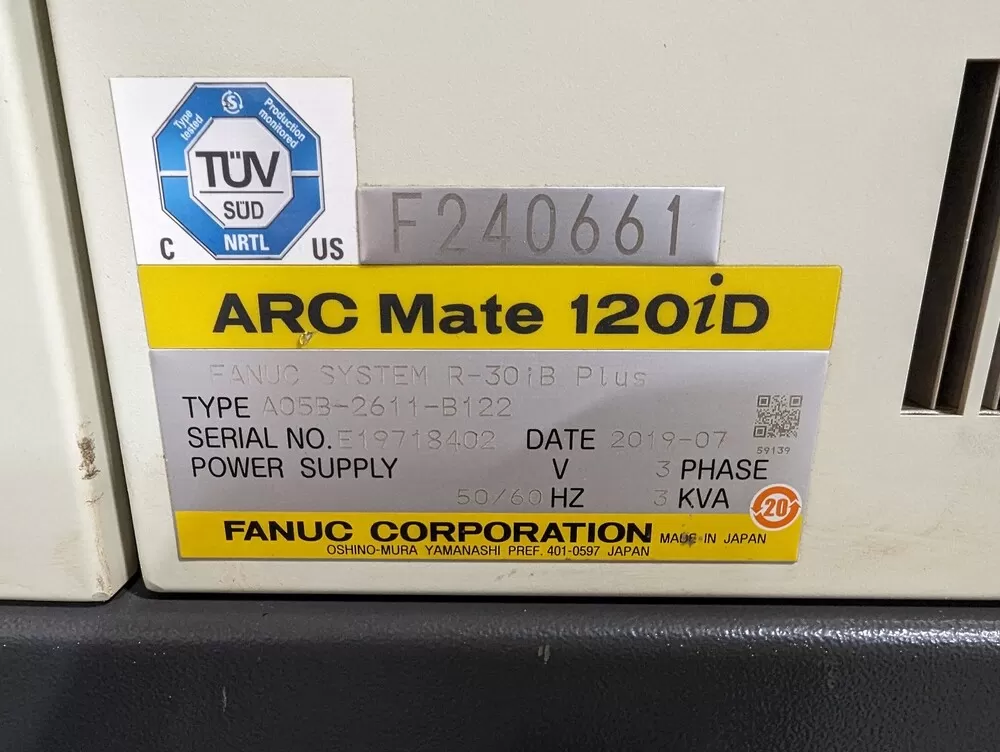 Type tested
Production monitored
TÜV
SÜD
NRTL
C US
F240661
ARC Mate 120iD
FANUC SYSTEM R-30iB Plus
TYPE A05B-2611-B122
SERIAL NO. E19718402 DATE 2019-07
59139
POWER SUPPLY V 3 PHASE
50/60 HZ 3 KVA
20
FANUC CORPORATION MADE IN JAPAN
OSHINO-MURA YAMANASHI PREF. 401-0597 JAPAN